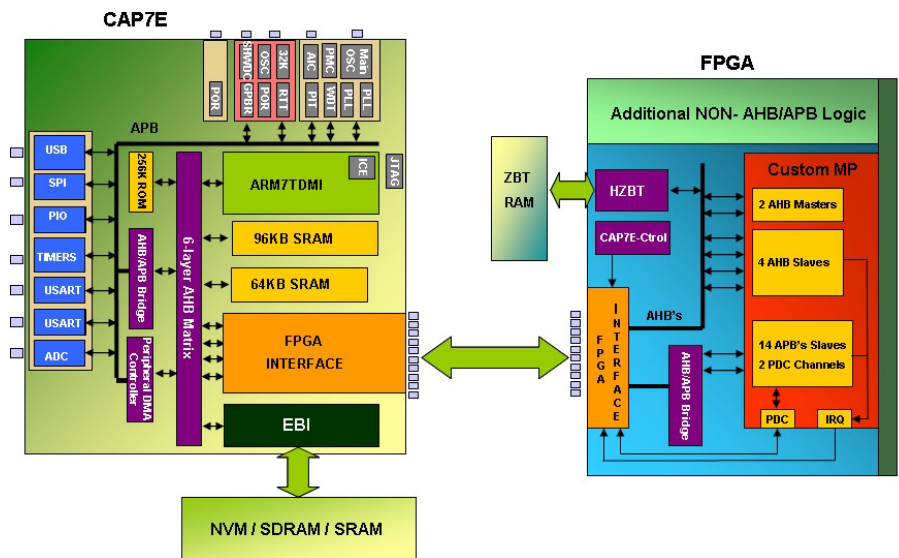 CAP7E
POR
SHWDC
OSC
32K
GPBR
POR
RTT
AIC
PMC
Main OSC
PIT
WDT
PLL
PLL
APB
USB
SPI
PIO
TIMERS
USART
USART
ADC
256K ROM
AHB/APB Bridge
Peripheral DMA
Controller
6-layer AHB Matrix
ARM7TDMI
ICE
JTAG
96KB SRAM
64KB SRAM
FPGA
INTERFACE
EBI
NVM / SDRAM / SRAM
FPGA
Additional NON- AHB/APB Logic
ZBT
RAM
HZBT
CAP7E-Ctrol
FPGA
INTERFACE
AHB's
AHB/APB Bridge
Custom MP
2 AHB Masters
4 AHB Slaves
14 APB's Slaves
2 PDC Channels
PDC
IRQ